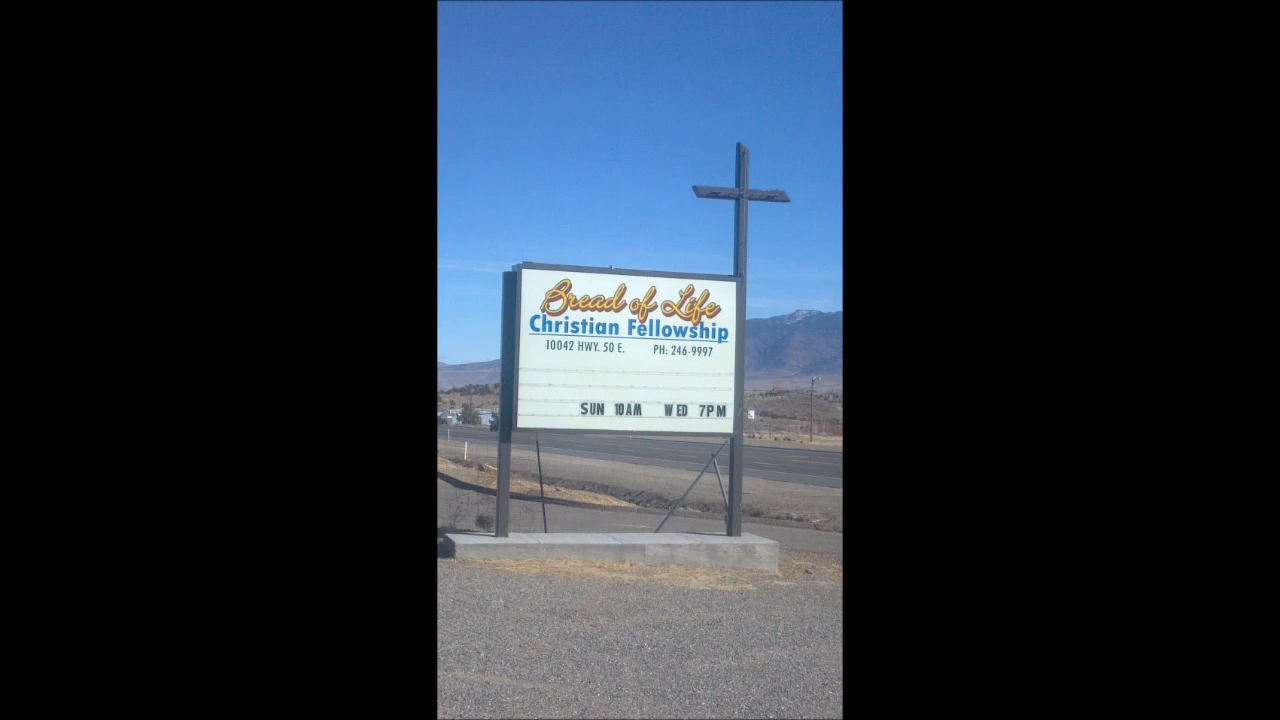 Bread of Life
Christian Fellowship
10042 HWY. 50 E. PH: 246-9997
SUN 10AM WED 7PM